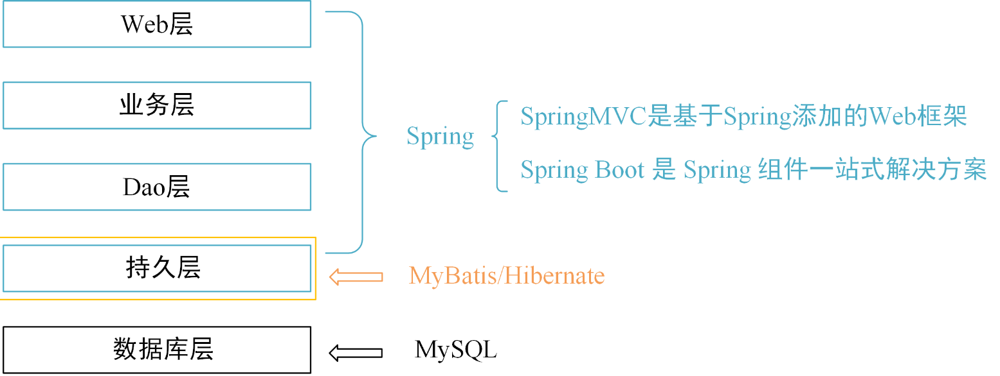 Web层
业务层
Dao层
持久层
数据库层
Spring
SpringMVC是基于Spring添加的Web框架
Spring Boot 是 Spring 组件一站式解决方案
MyBatis/Hibernate
MySQL